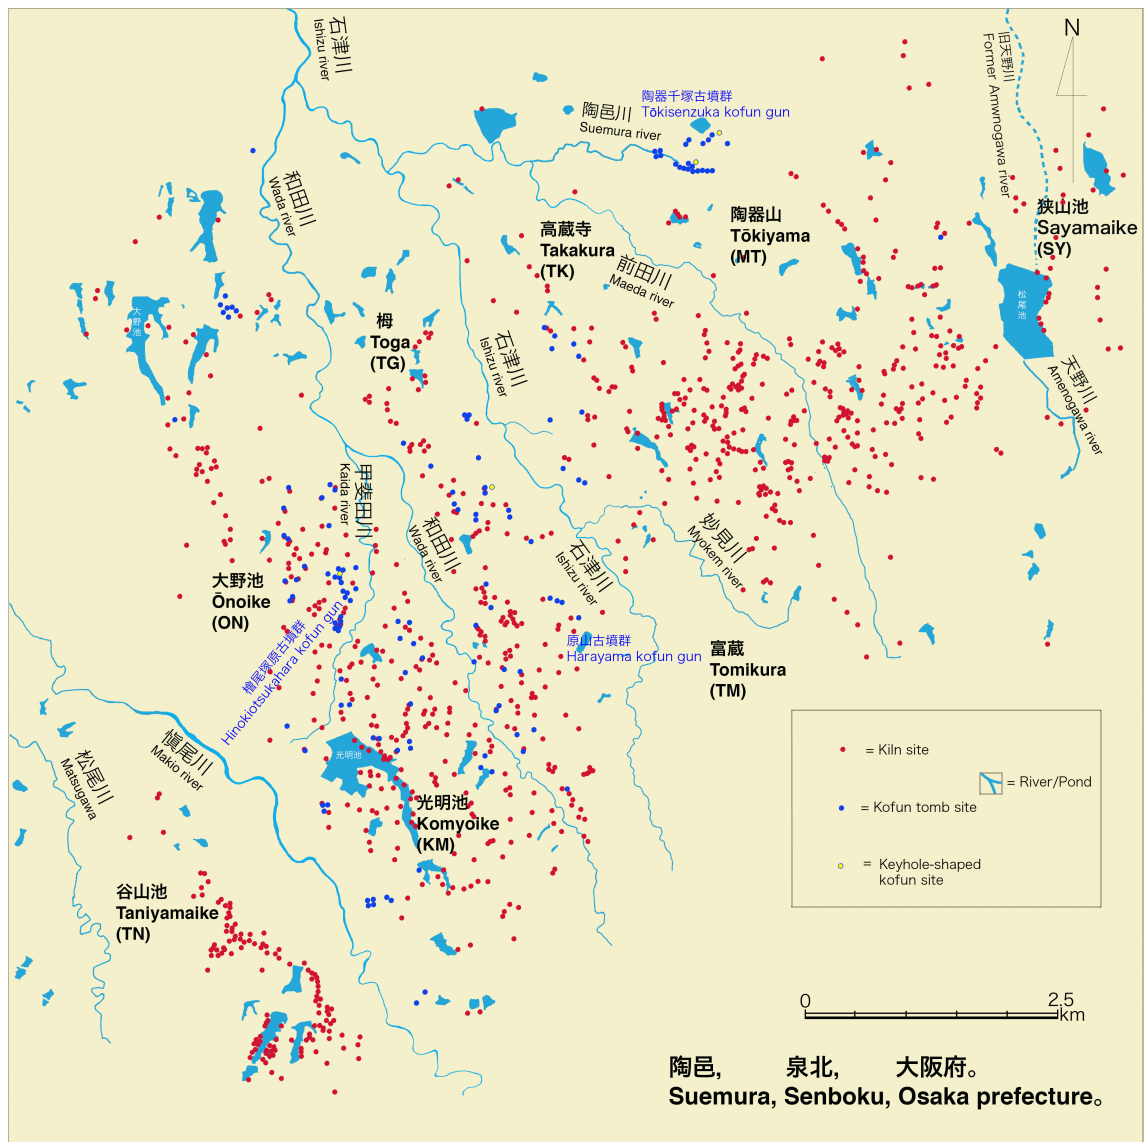 石津川
Ishizu river
N
旧天野川
Former Amwnogawa river
陶器千塚古墳群
Tōkisenzuka kofun gun
陶邑川
Suemura river
和田川
Wada river
狭山池
Sayamaike
(SY)
陶器山
Tōkiyama
(MT)
高蔵寺
Takakura
(TK)
前田川
Maeda river
松尾池
大野池
栂
Toga
(TG)
石津川
Ishizu river
天野川
Amenogawa river
甲斐田川
Kaida river
和田川
Wada river
妙見川
Myokem river
石津川
Ishizu river
大野池
Ōnoike
(ON)
檜尾塚原古墳群
Hinokiotsukahara kofun gun
原山古墳群
Harayama kofun gun
富蔵
Tomikura
(TM)
愼尾川
Makio river
松尾川
Matsugawa
光明池
光明池
Komyoike
(KM)
谷山池
Taniyamaike
(TN)
= Kiln site
= River/Pond
= Kofun tomb site
= Keyhole-shaped
kofun site
0 2.5
km
陶邑, 泉北, 大阪府。
Suemura, Senboku, Osaka prefecture。